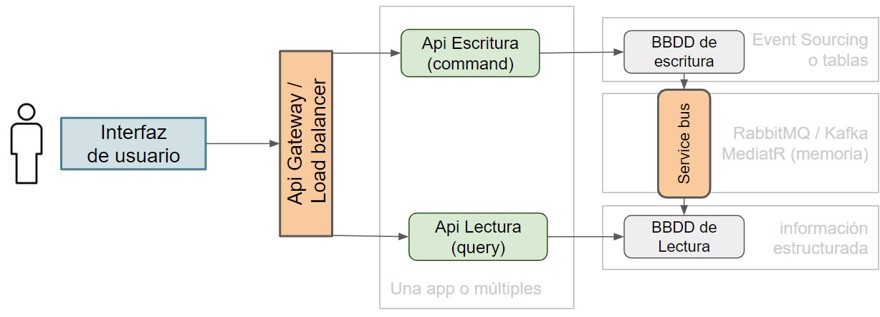 Interfaz
de usuario
Api Gateway /
Load balancer
Api Escritura
(command)
Api Lectura
(query)
Una app o múltiples
BBDD de
escritura
Event Sourcing
o tablas
Service bus
RabbitMQ / Kafka
MediatR (memoria)
BBDD de
Lectura
información
estructurada